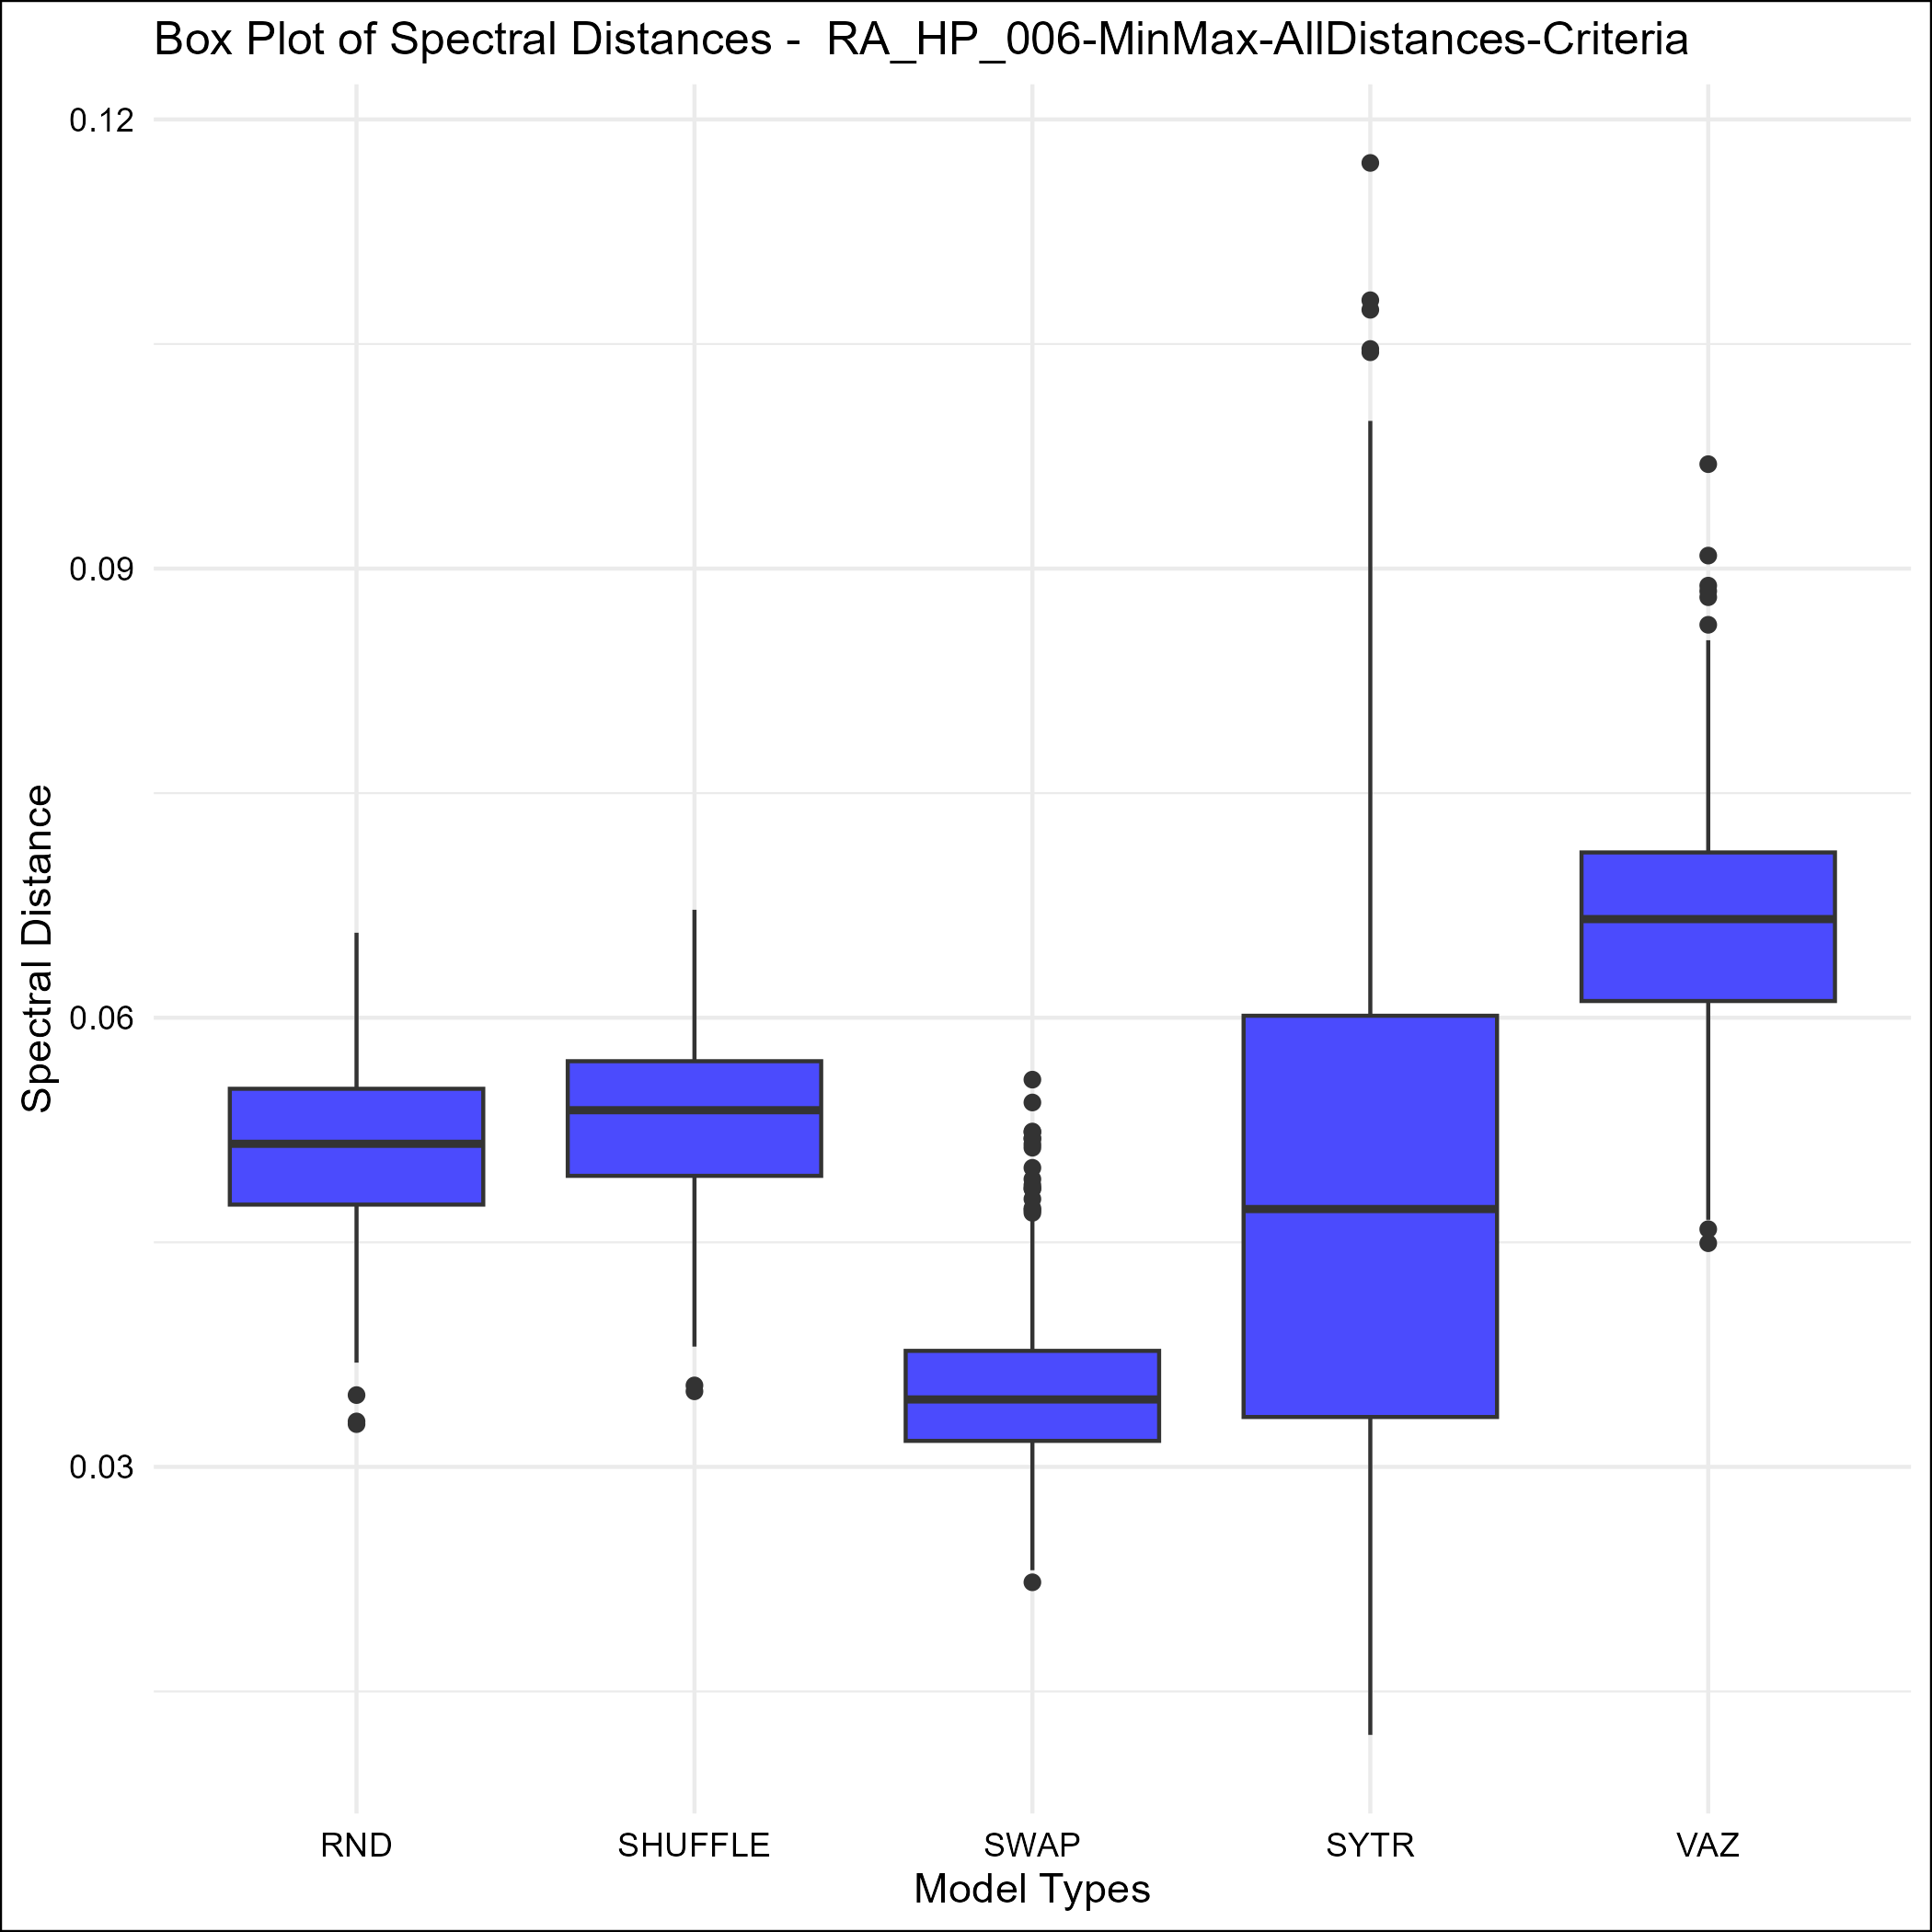 Box Plot of Spectral Distances -  RA_HP_006-MinMax-AllDistances-Criteria
0.12
0.09
0.06
0.03
Spectral Distance
RND SHUFFLE SWAP SYTR VAZ
Model Types